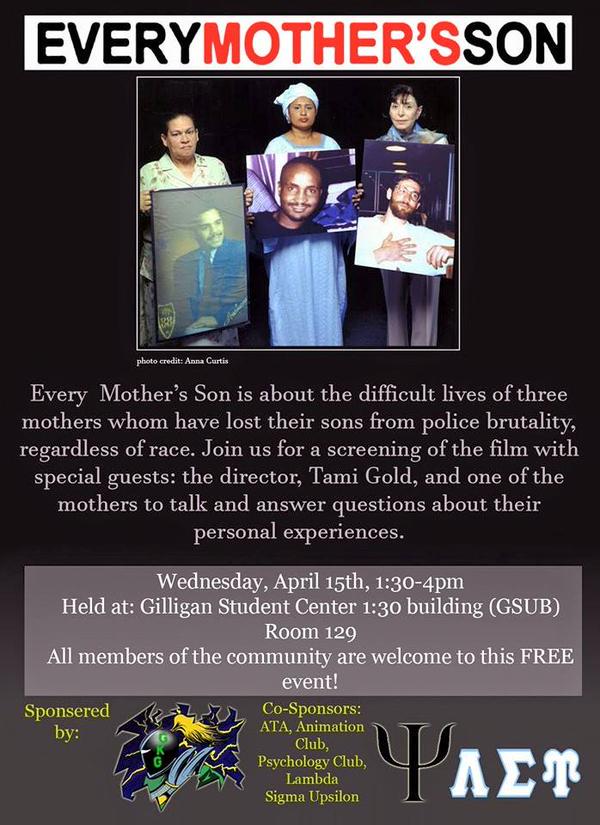 EVERYMOTHER'SSON
photo credit: Anna Curtis
Every Mother's Son is about the difficult lives of three
mothers whom have lost their sons from police brutality,
regardless of race. Join us for a screening of the film with
special guests: the director, Tami Gold, and one of the
mothers to talk and answer questions about their
personal experiences.
Wednesday, April 15th, 1:30-4pm
Held at: Gilligan Student Center 1:30 building (GSUB)
Room 129
All members of the community are welcome to this FREE
event!
Sponsered
by:
GKG
Co-Sponsors:
ATA, Animation
Club,
Psychology Club,
Lambda
Sigma Upsilon
Ψ
ΛΣΥ